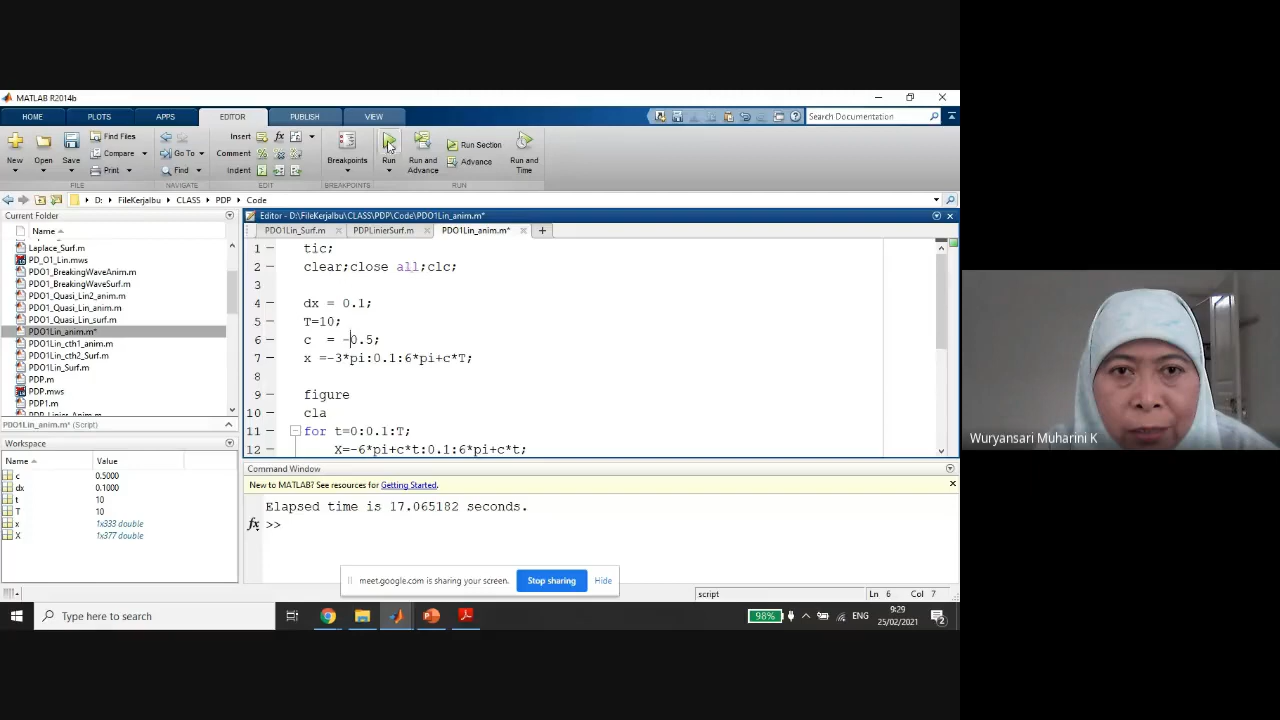 MATLAB R2014b
HOME PLOTS APPS EDITOR PUBLISH VIEW
Search Documentation
New Open Save
Find Files
Compare
Print
Go To
Find
Insert
Comment
Indent
Breakpoints
Run
Run and Advance
Run Section
Advance
Run and Time
FILE NAVIGATE EDIT BREAKPOINTS RUN
D: FileKerjaIbu CLASS PDP Code
Current Folder
Name
Laplace_Surf.m
PD_O1_Lin.mws
PDO1_BreakingWaveAnim.m
PDO1_BreakingWaveSurf.m
PDO1_Quasi_Lin2_anim.m
PDO1_Quasi_Lin_anim.m
PDO1_Quasi_Lin_surf.m
PDO1Lin_anim.m*
PDO1Lin_cth1_anim.m
PDO1Lin_cth2_Surf.m
PDO1Lin_Surf.m
PDP.m
PDP.mws
PDP1.m
PDP_Linier_Anim.m
PDO1Lin_anim.m* (Script)
Workspace
Name Value
c 0.5000
dx 0.1000
t 10
T 10
x 1x333 double
X 1x377 double
Editor - D:\FileKerjaIbu\CLASS\PDP\Code\PDO1Lin_anim.m*
PDO1Lin_Surf.m PDPLinierSurf.m PDO1Lin_anim.m*
1 tic;
2 clear;close all;clc;
3
4 dx = 0.1;
5 T=10;
6 c = -0.5;
7 x =-3*pi:0.1:6*pi+c*T;
8
9 figure
10 cla
11 for t=0:0.1:T;
12 X=-6*pi+c*t:0.1:6*pi+c*t;
Command Window
New to MATLAB? See resources for Getting Started.
Elapsed time is 17.065182 seconds.
fx >>
meet.google.com is sharing your screen. Stop sharing Hide
script Ln 6 Col 7
Type here to search
98% ENG
9:29
25/02/2021
2
Wuryansari Muharini K